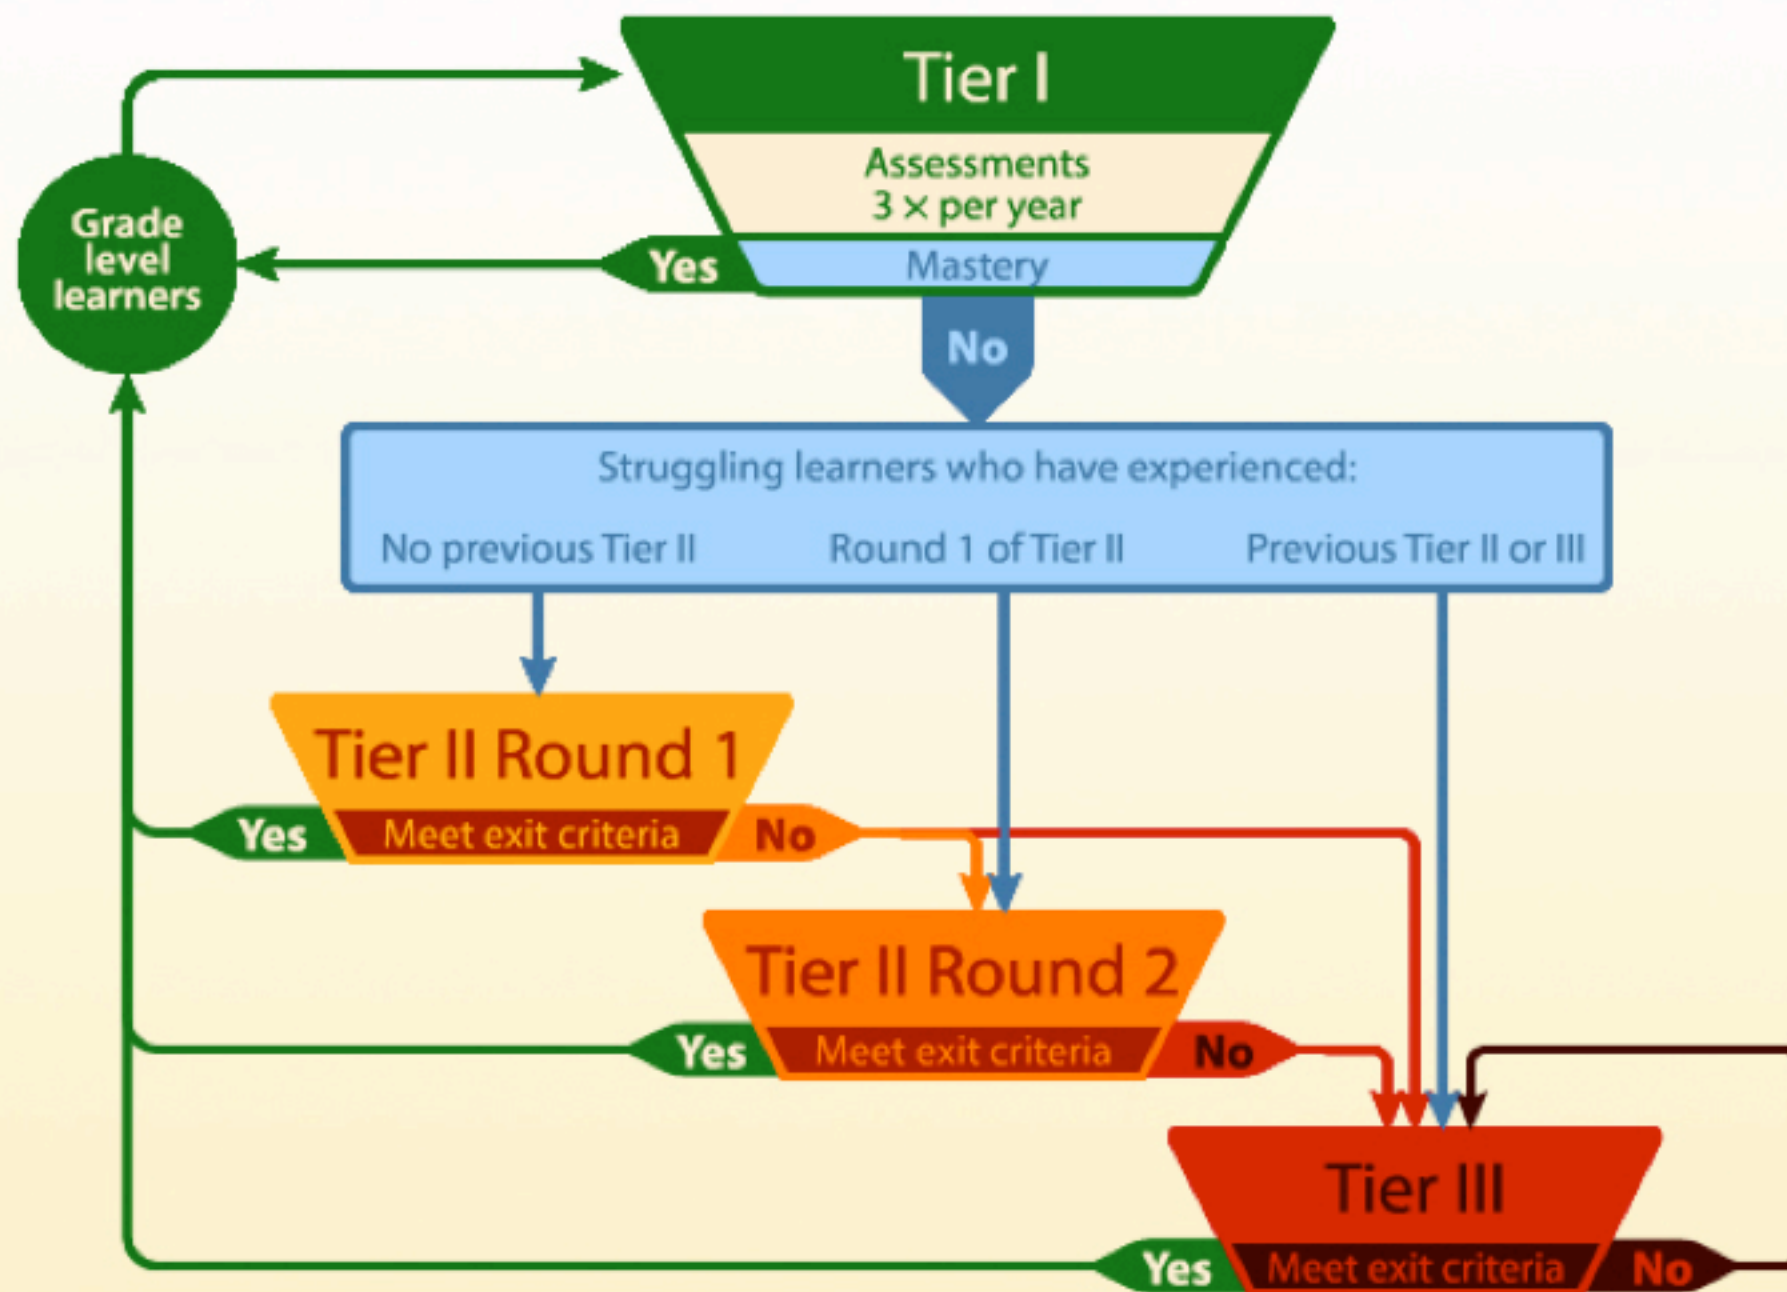 Tier I
Assessments
3 × per year
Grade
level
learners
Yes
Mastery
No
Struggling learners who have experienced:
No previous Tier II
Round 1 of Tier II
Previous Tier II or III
Tier II Round 1
Yes
Meet exit criteria
No
Tier II Round 2
Yes
Meet exit criteria
No
Tier III
Yes
Meet exit criteria
No